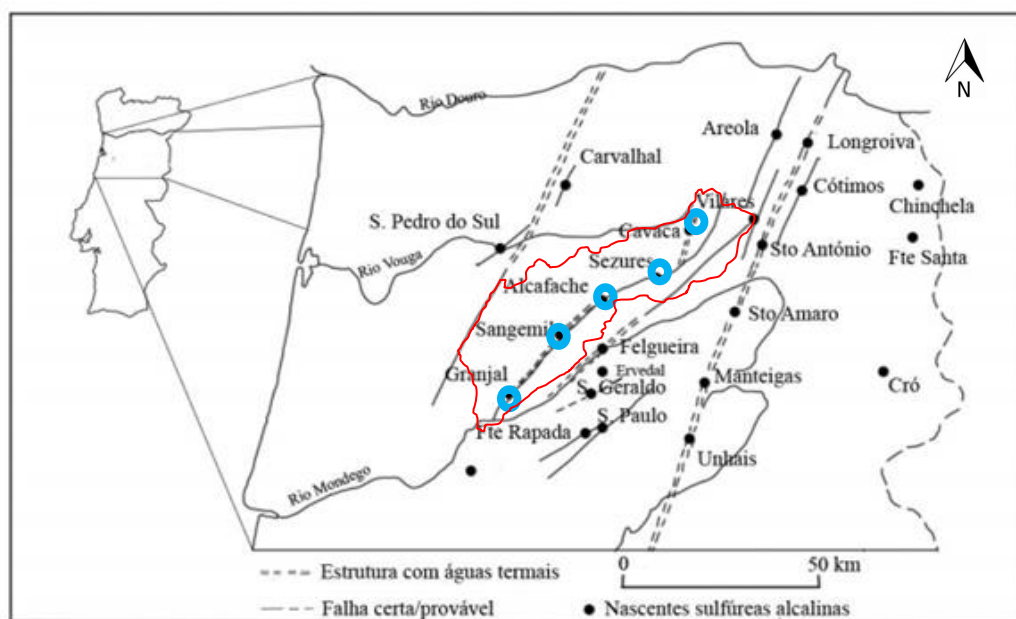 N
Rio Douro
Areola
Longroiva
Carvalhal
Cótimos
Vilares
Chinchela
S. Pedro do Sul
Gavaca
Sto António
Fte Santa
Rio Vouga
Sezures
Alcafache
Sto Amaro
Sangemil
Felgueira
Ervedal
Granjal
Manteigas
Cró
S. Geraldo
S. Paulo
Fte Rapada
Unhais
Rio Mondego
Estrutura com águas termais
0 50 km
Falha certa/provável
Nascentes sulfúreas alcalinas